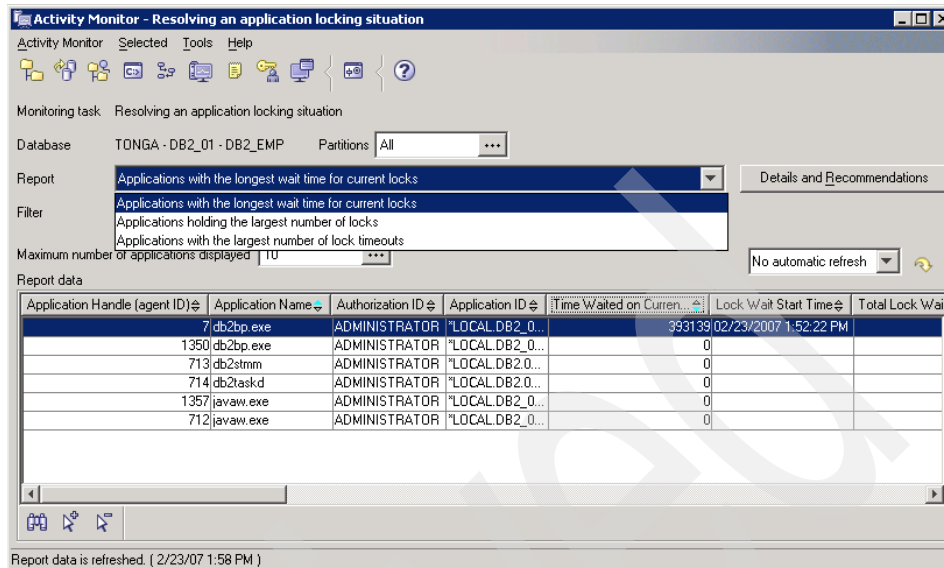 Activity Monitor - Resolving an application locking situation
Activity Monitor Selected Tools Help
Monitoring task Resolving an application locking situation
Database TONGA - DB2_01 - DB2_EMP Partitions All ...
Report Applications with the longest wait time for current locks Details and Recommendations
Applications with the longest wait time for current locks
Filter
Applications holding the largest number of locks
Applications with the largest number of lock timeouts
Maximum number of applications displayed 10 ...
No automatic refresh
Report data
Application Handle (agent ID) Application Name Authorization ID Application ID Time Waited on Curren... Lock Wait Start Time Total Lock Wai
7 db2bp.exe ADMINISTRATOR *LOCAL.DB2_0... 393139 02/23/2007 1:52:22 PM
1350 db2bp.exe ADMINISTRATOR *LOCAL.DB2_0... 0
713 db2stmm ADMINISTRATOR *LOCAL.DB2.0... 0
714 db2taskd ADMINISTRATOR *LOCAL.DB2.0... 0
1357 javaw.exe ADMINISTRATOR *LOCAL.DB2_0... 0
712 javaw.exe ADMINISTRATOR *LOCAL.DB2_0... 0
Report data is refreshed. ( 2/23/07 1:58 PM )